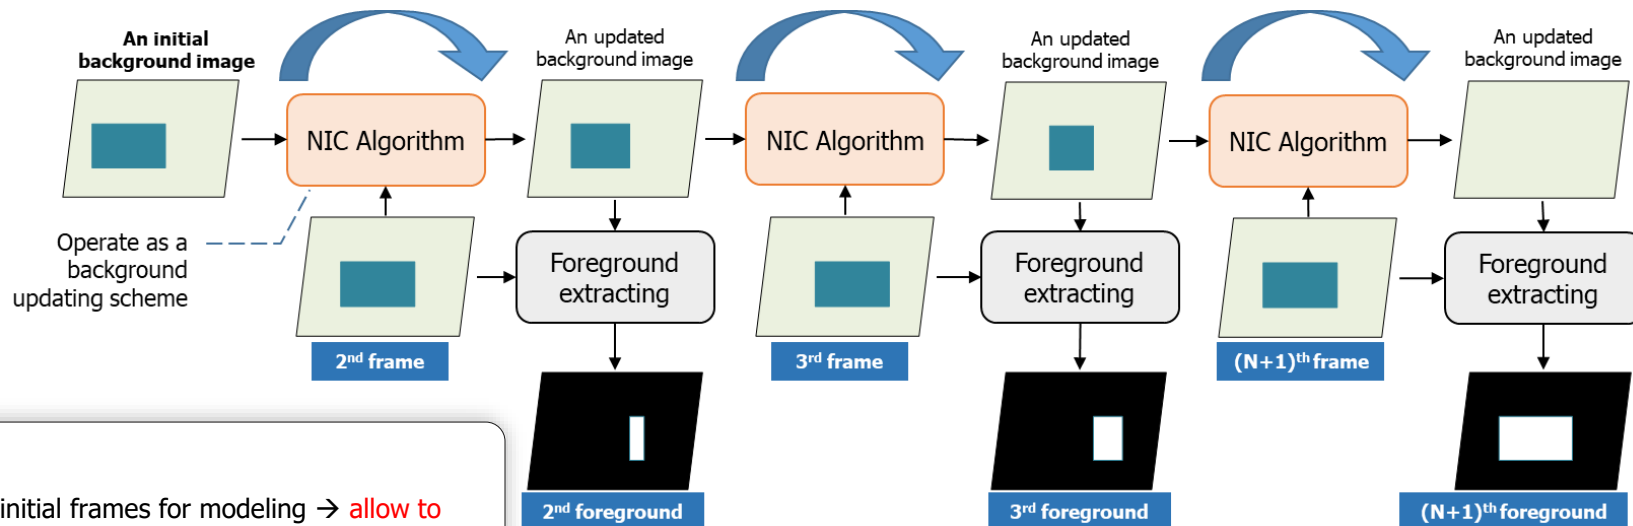 An initial
background image
An updated
background image
An updated
background image
An updated
background image
NIC Algorithm
NIC Algorithm
NIC Algorithm
Operate as a
background
updating scheme
Foreground
extracting
Foreground
extracting
Foreground
extracting
2nd frame
3rd frame
(N+1)th frame
initial frames for modeling → allow to
2nd foreground
3rd foreground
(N+1)th foreground